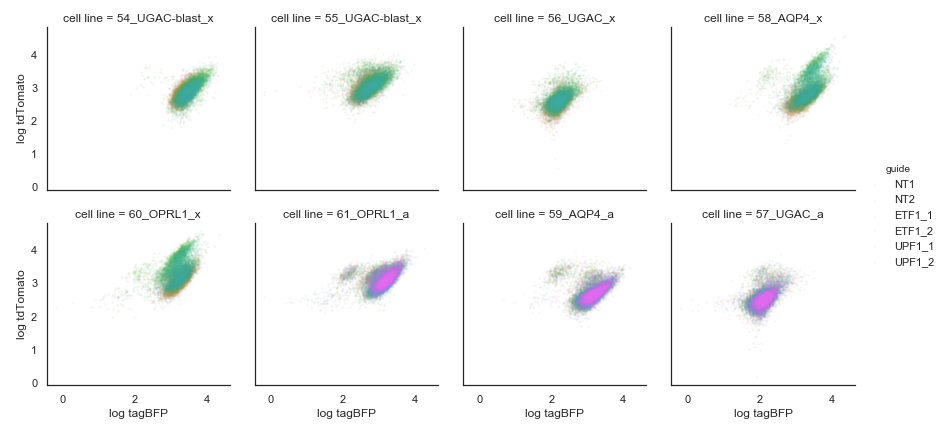 cell line = 54_UGAC-blast_x
cell line = 55_UGAC-blast_x
cell line = 56_UGAC_x
cell line = 58_AQP4_x
4
3
2
1
0
log tdTomato
guide
NT1
NT2
ETF1_1
ETF1_2
UPF1_1
UPF1_2
cell line = 60_OPRL1_x
cell line = 61_OPRL1_a
cell line = 59_AQP4_a
cell line = 57_UGAC_a
4
3
2
1
0
log tdTomato
0 4
2 4
0 2 4
0 2 4
log tagBFP
log tagBFP
log tagBFP
log tagBFP